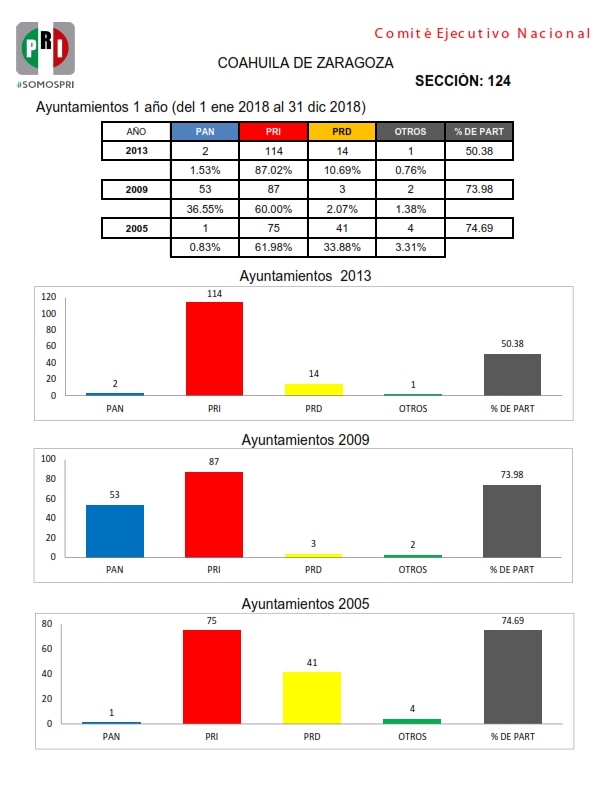 Comité Ejecutivo Nacional
PRI
#SOMOSPRI
COAHUILA DE ZARAGOZA
SECCIÓN: 124
Ayuntamientos 1 año (del 1 ene 2018 al 31 dic 2018)
AÑO PAN PRI PRD OTROS % DE PART
2013 2 114 14 1 50.38
1.53% 87.02% 10.69% 0.76%
2009 53 87 3 2 73.98
36.55% 60.00% 2.07% 1.38%
2005 1 75 41 4 74.69
0.83% 61.98% 33.88% 3.31%
Ayuntamientos 2013
120
100
80
60
40
20
0
2 114 14 1 50.38
PAN PRI PRD OTROS % DE PART
Ayuntamientos 2009
100
80
60
40
20
0
53 87 3 2 73.98
PAN PRI PRD OTROS % DE PART
Ayuntamientos 2005
80
60
40
20
0
1 75 41 4 74.69
PAN PRI PRD OTROS % DE PART